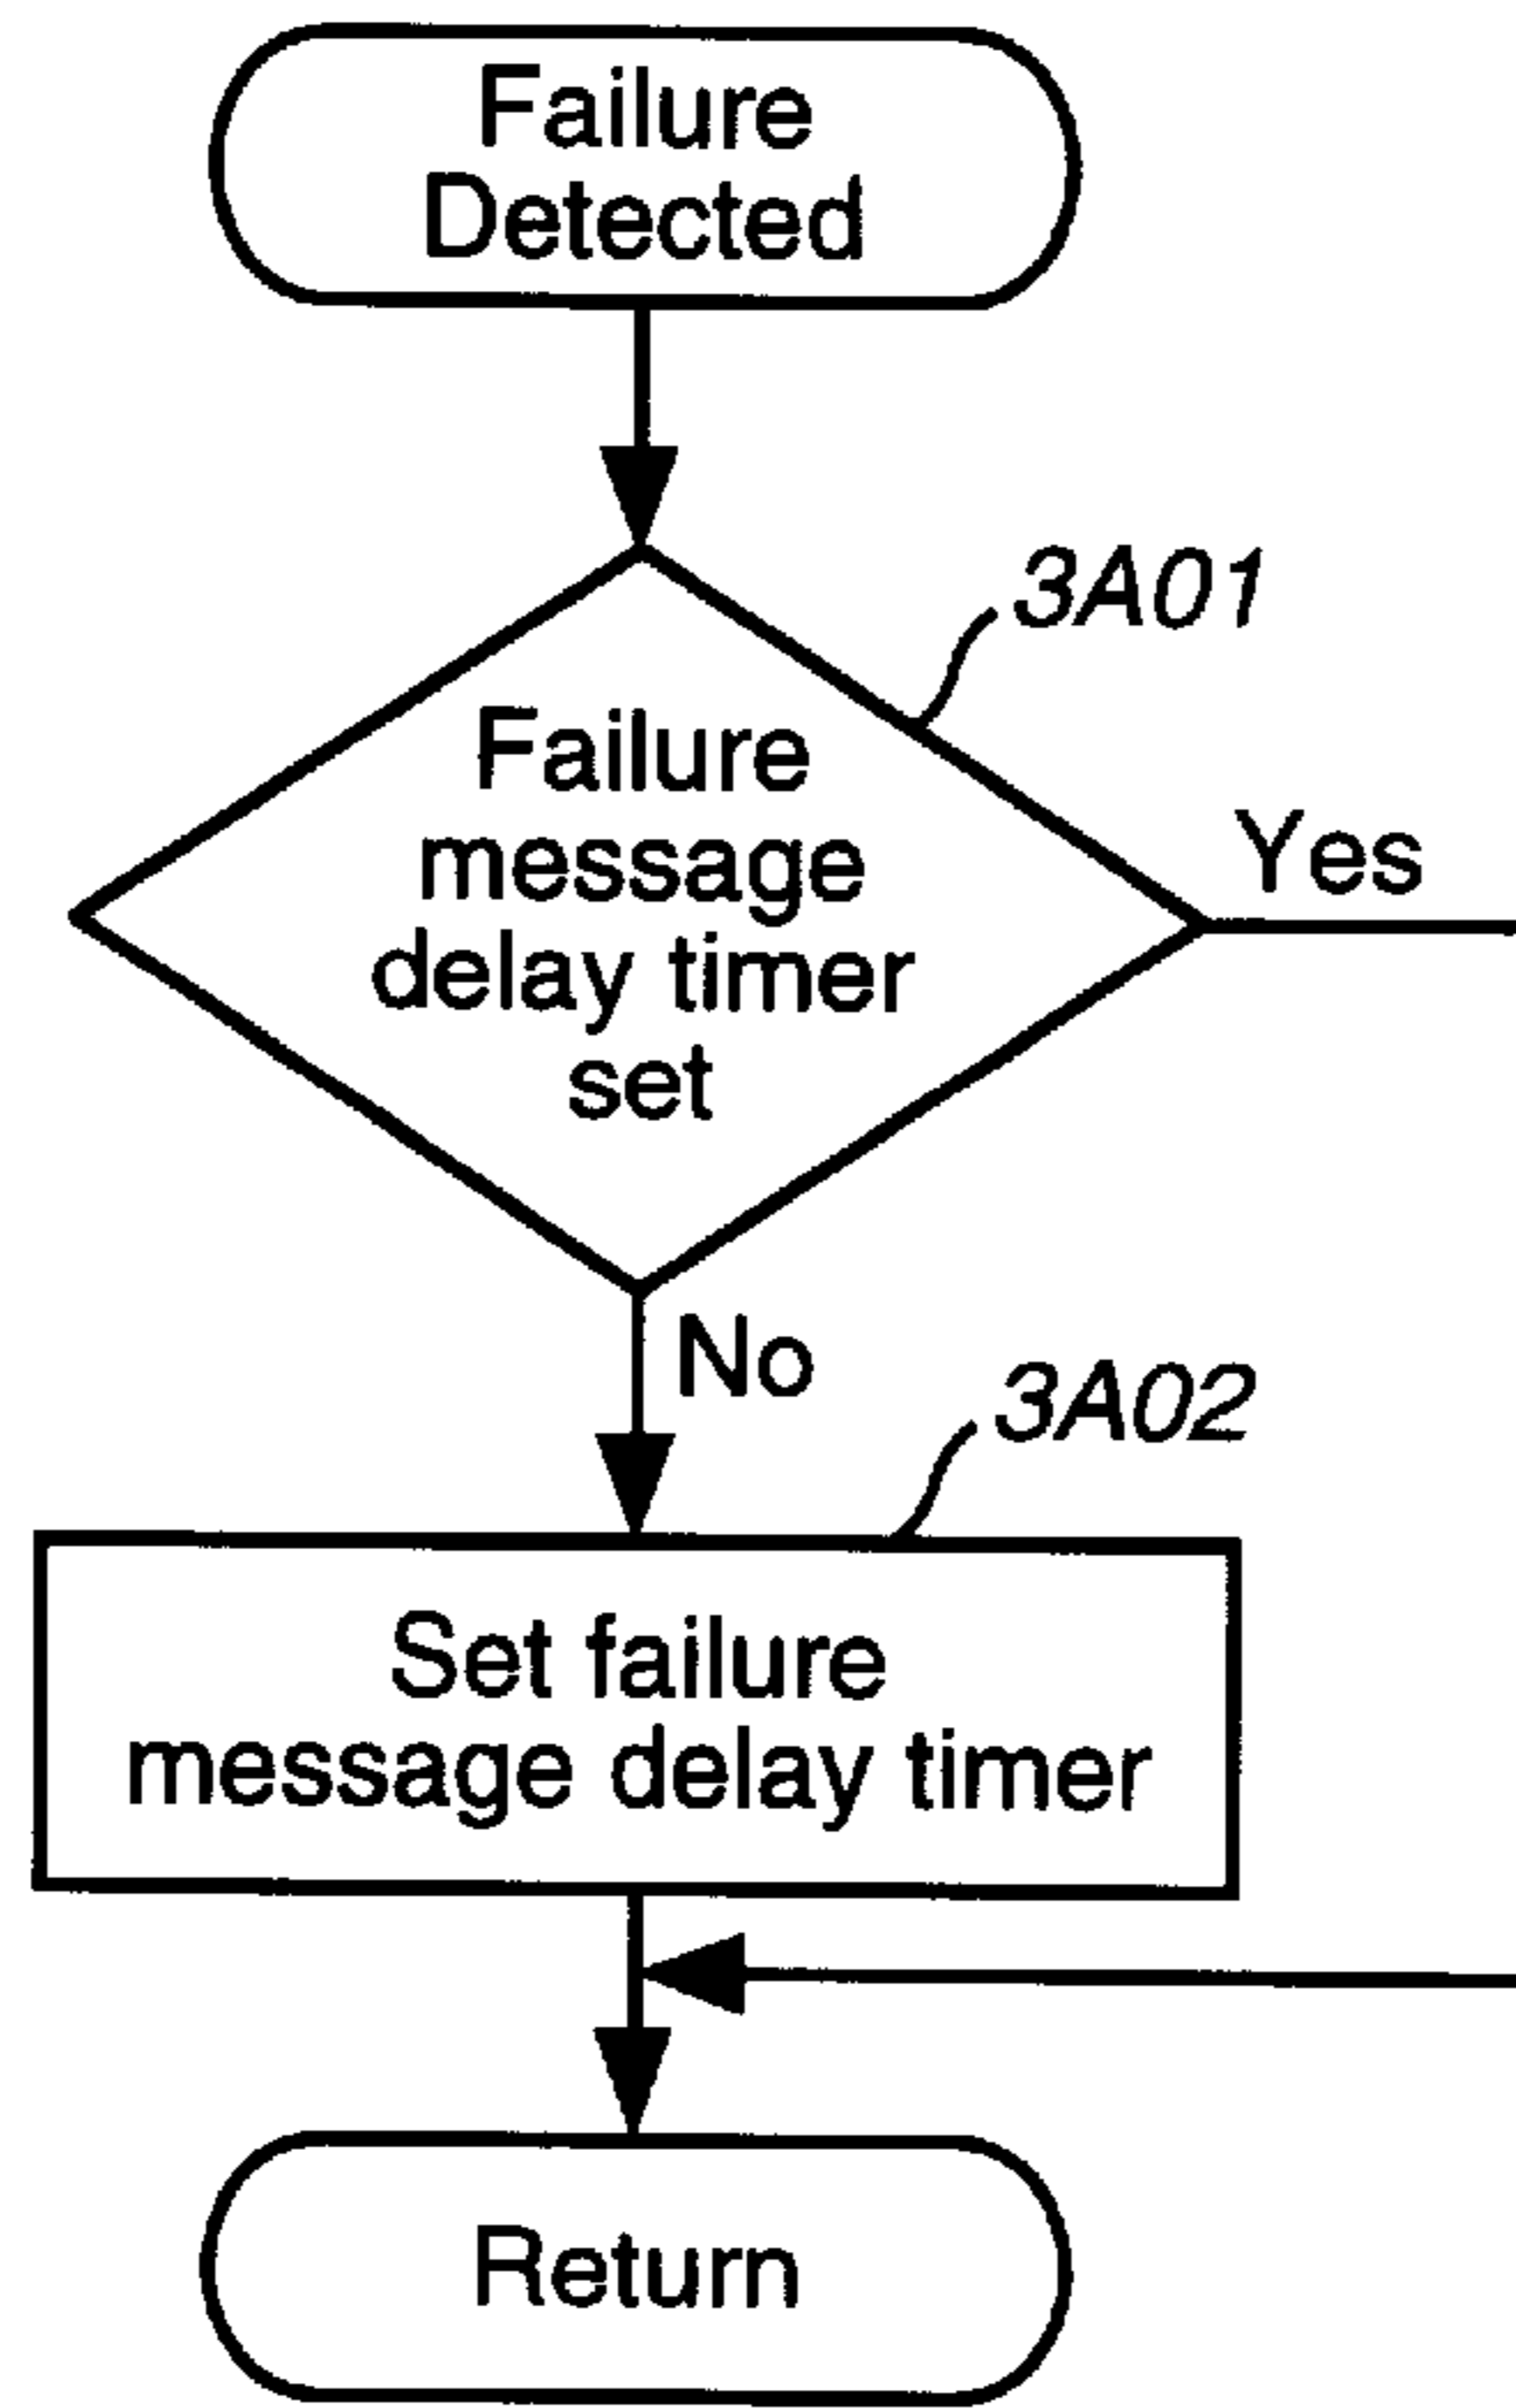 Failure
Detected
3A01
Failure
message
delay timer
set
Yes
No
3A02
Set failure
message delay timer
Return